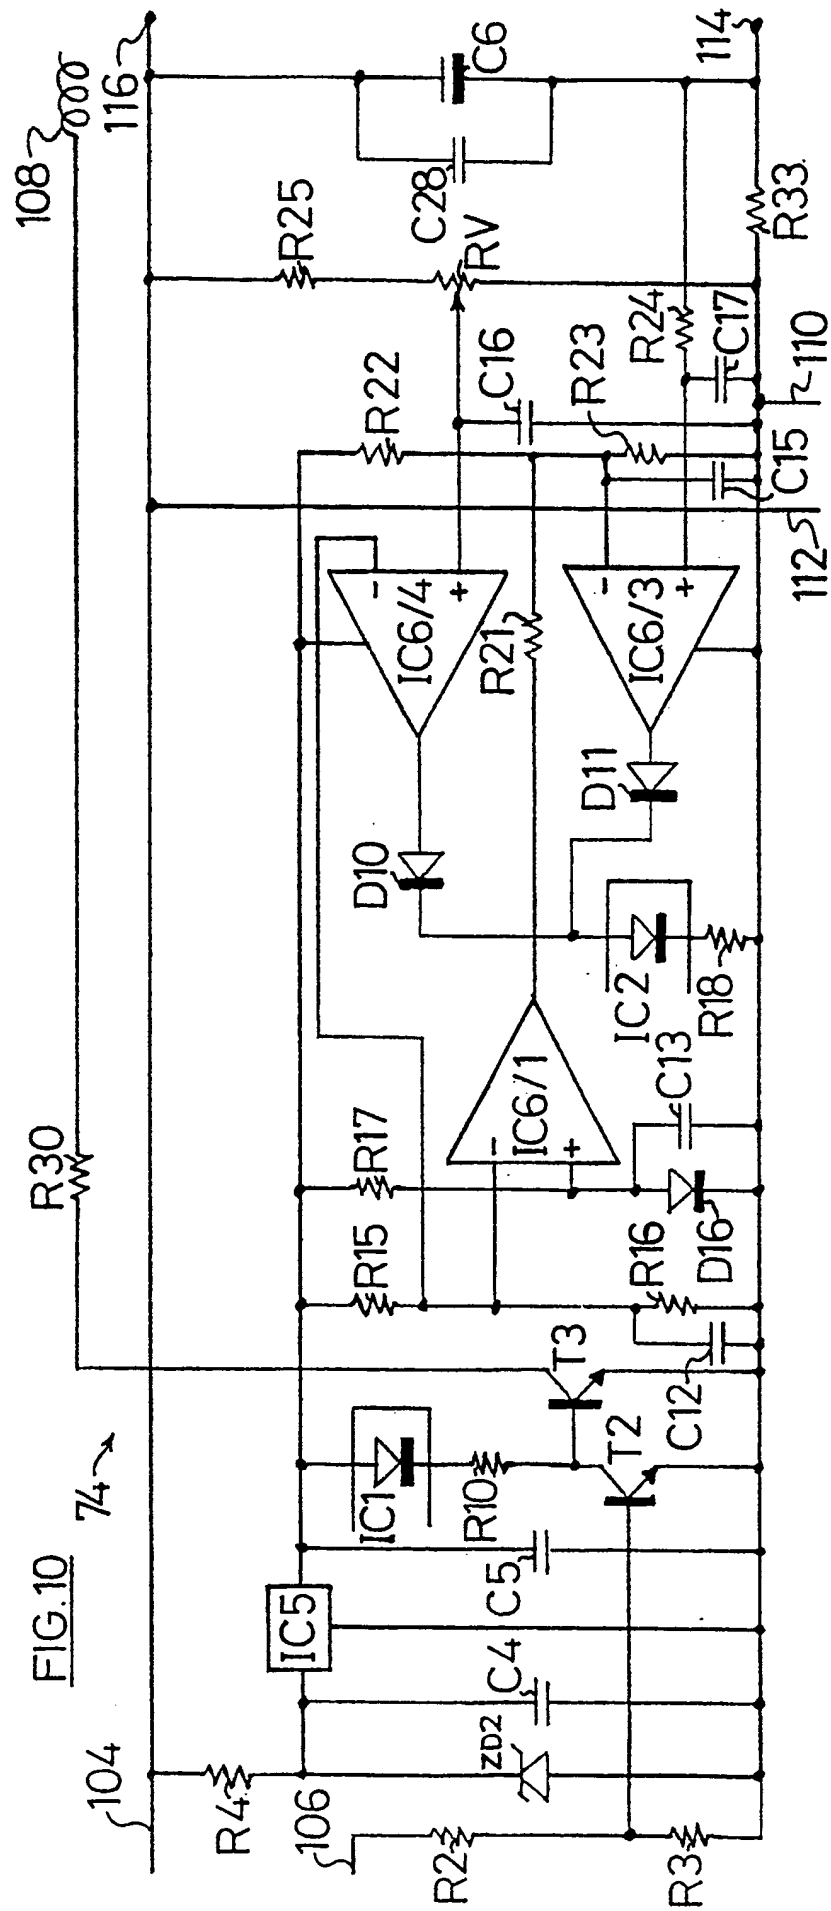 FIG.10
74
104
106
108
116
114
110
112
R30
R4
R2
R3
ZD2
C4
IC5
C5
IC1
R10
T2
T3
C12
R15
R16
R17
D16
C13
-
+
IC6/1
IC2
R18
D10
D11
R21
-
+
IC6/4
-
+
IC6/3
R22
R23
C15
C16
R24
C17
R25
RV
C28
C6
R33